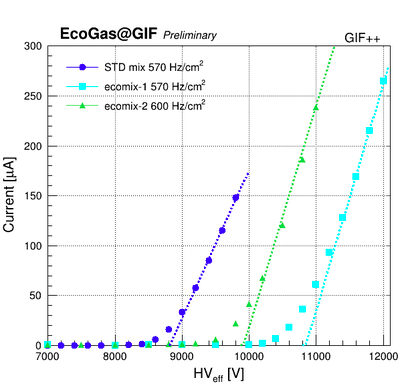 EcoGas@GIF Preliminary
GIF++
300
250
200
150
100
50
0
Current [μA]
STD mix 570 Hz/cm²
ecomix-1 570 Hz/cm²
ecomix-2 600 Hz/cm²
7000 8000 9000 10000 11000 12000
HV_eff [V]